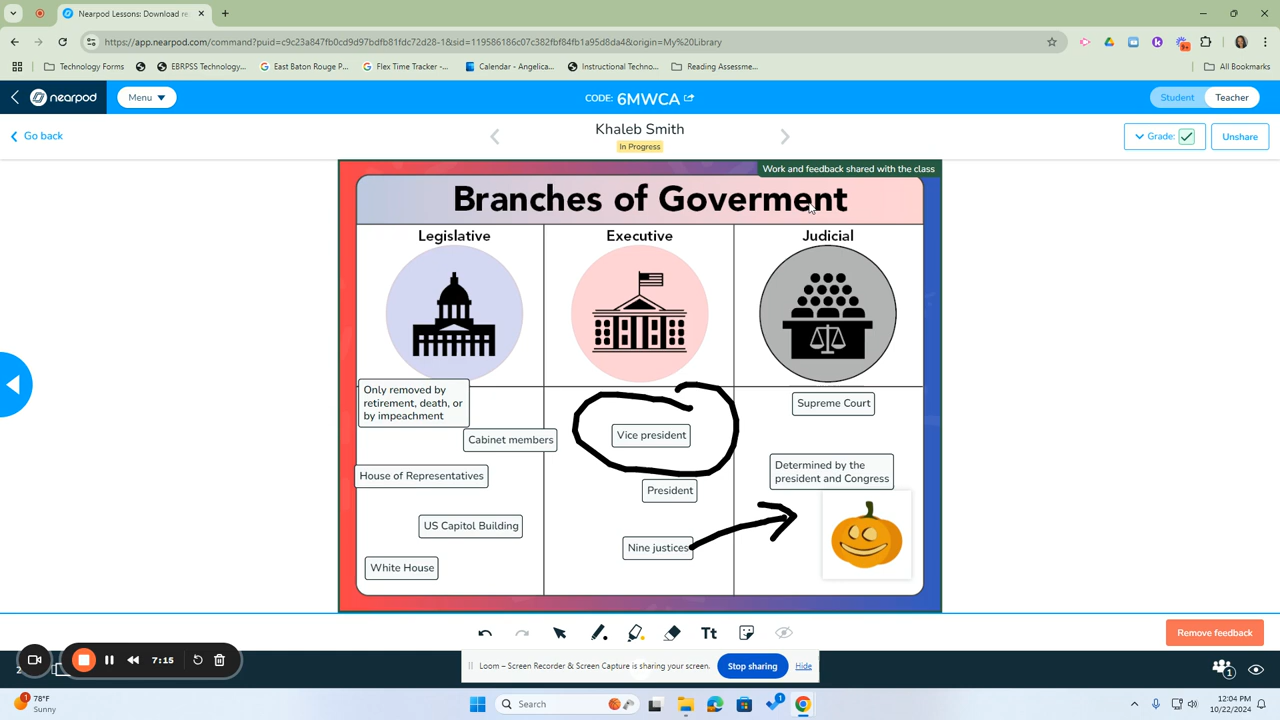 Nearpod Lessons: Download re
https://app.nearpod.com/command?puid=c9c23a847fb0cd9d97bdfb81fdc72d28-1&sid=119586186c07c382fbf84fb1a95d8da4&origin=My%20Library
Technology Forms
EBRPSS Technology...
East Baton Rouge P...
Flex Time Tracker -...
Calendar - Angelica...
Instructional Techno...
Reading Assessme...
All Bookmarks
nearpod
Menu
CODE: 6MWCA
Student
Teacher
Go back
Khaleb Smith
In Progress
Grade:
Unshare
Work and feedback shared with the class
Branches of Goverment
Legislative
Executive
Judicial
Only removed by
retirement, death, or
by impeachment
Cabinet members
House of Representatives
US Capitol Building
White House
Vice president
President
Nine justices
Supreme Court
Determined by the
president and Congress
Tt
Remove feedback
7:15
Loom – Screen Recorder & Screen Capture is sharing your screen.
Stop sharing
Hide
1
1
78°F
Sunny
Search
1
12:04 PM
10/22/2024